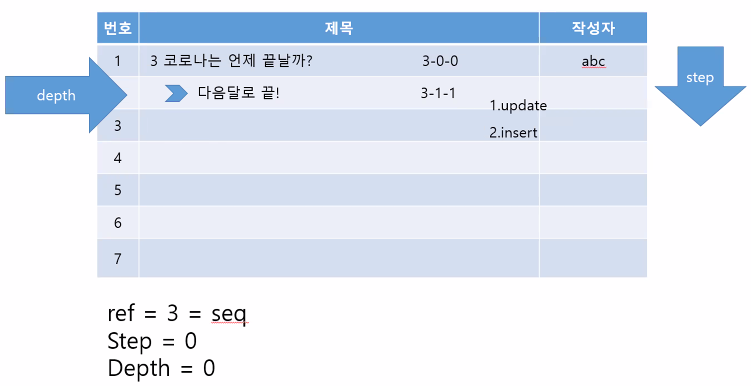 번호 제목 작성자
1 3 코로나는 언제 끝날까? 3-0-0 abc
다음달로 끝! 3-1-1
3
4
5
6
7
depth
step
1.update
2.insert
ref = 3 = seq
Step = 0
Depth = 0